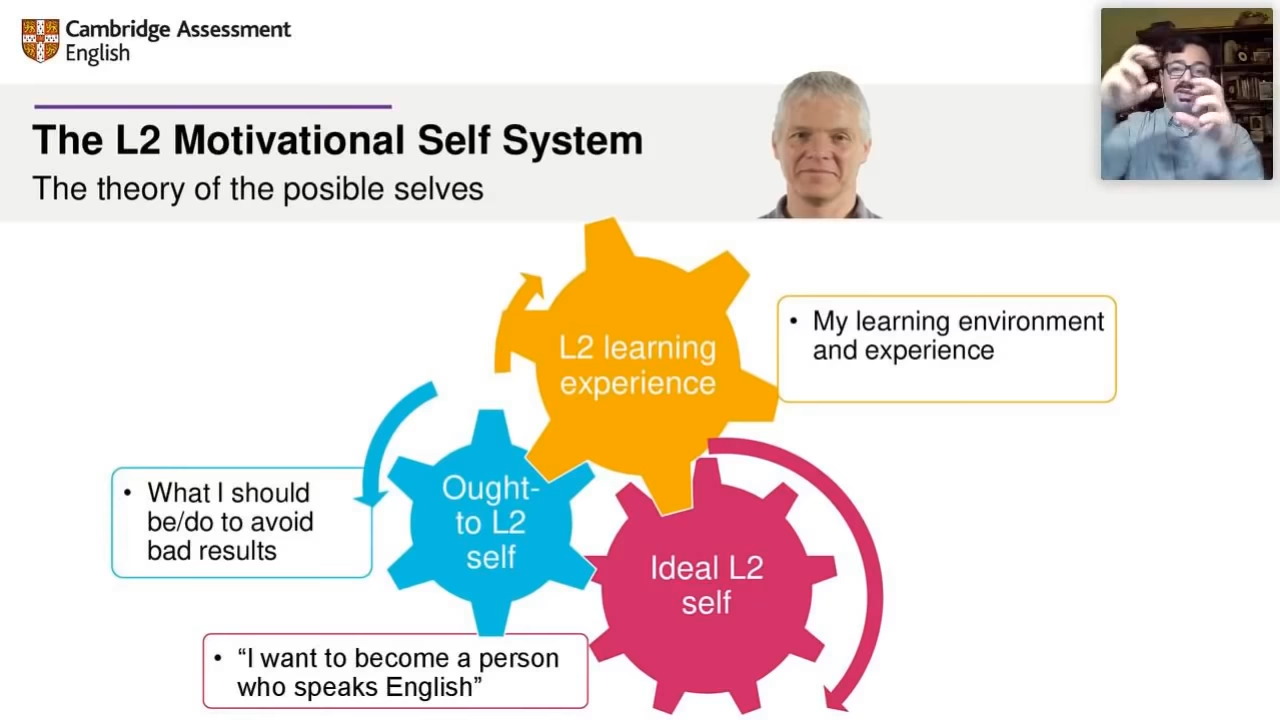 Cambridge Assessment
English
The L2 Motivational Self System
The theory of the posible selves
L2 learning
experience
• My learning environment
and experience
Ought-
to L2
self
• What I should
be/do to avoid
bad results
Ideal L2
self
• “I want to become a person
who speaks English”